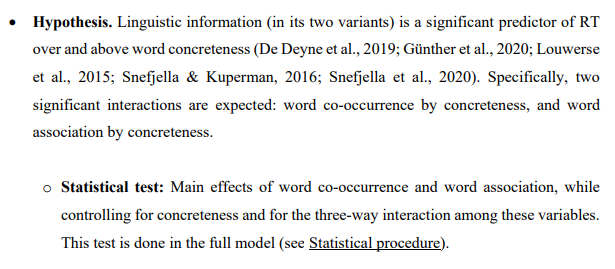 • Hypothesis. Linguistic information (in its two variants) is a significant predictor of RT
over and above word concreteness (De Deyne et al., 2019; Günther et al., 2020; Louwerse
et al., 2015; Snefjella & Kuperman, 2016; Snefjella et al., 2020). Specifically, two
significant interactions are expected: word co-occurrence by concreteness, and word
association by concreteness.
o Statistical test: Main effects of word co-occurrence and word association, while
controlling for concreteness and for the three-way interaction among these variables.
This test is done in the full model (see Statistical procedure).